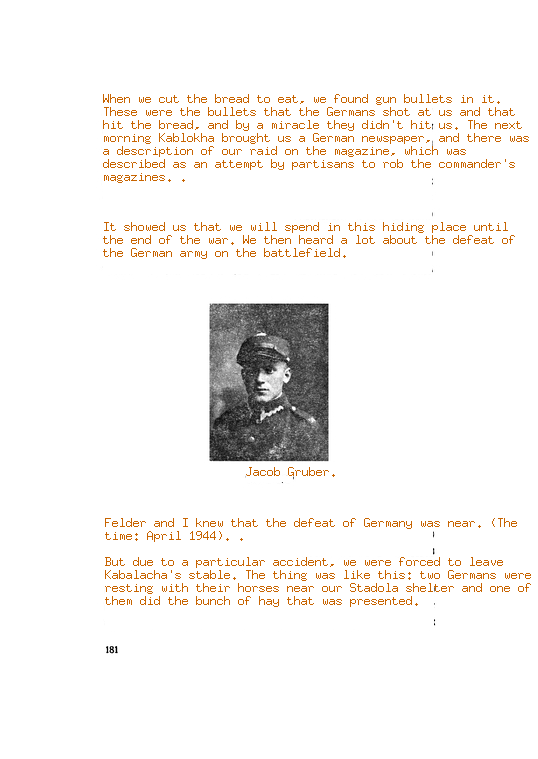 When we cut the bread to eat, we found gun bullets in it.
These were the bullets that the Germans shot at us and that
hit the bread, and by a miracle they didn't hit us. The next
morning Kablokha brought us a German newspaper, and there was
a description of our raid on the magazine, which was
described as an attempt by partisans to rob the commander's
magazines. .
It showed us that we will spend in this hiding place until
the end of the war. We then heard a lot about the defeat of
the German army on the battlefield.
Jacob Gruber.
Felder and I knew that the defeat of Germany was near. (The
time: April 1944). .
But due to a particular accident, we were forced to leave
Kabalacha's stable. The thing was like this: two Germans were
resting with their horses near our Stadola shelter and one of
them did the bunch of hay that was presented.
181